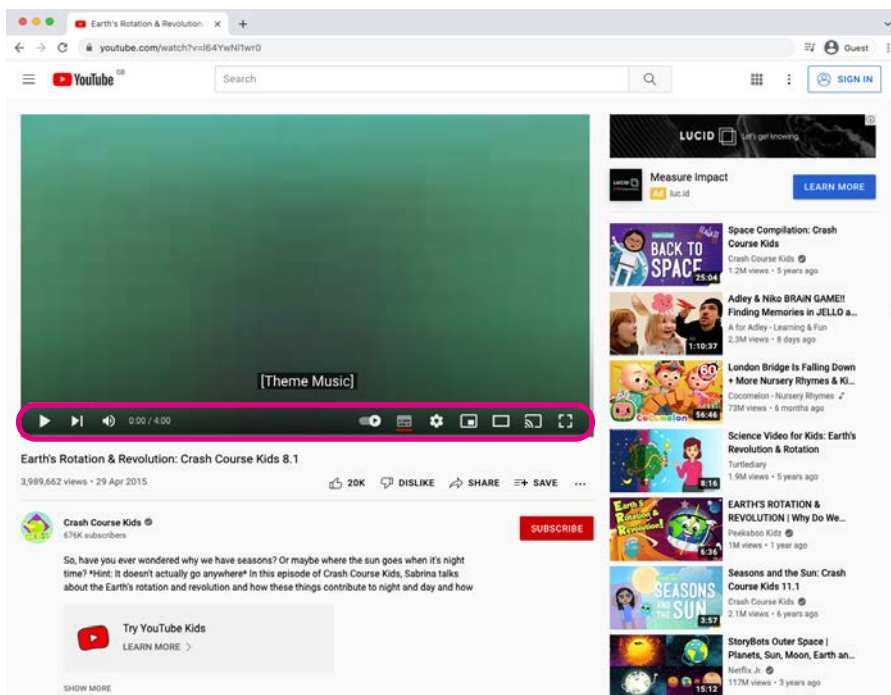 Earth's Rotation & Revolution:
youtube.com/watch?v=l64YwNl1wr0
Guest
YouTube GB
Search
SIGN IN
[Theme Music]
0:00 / 4:00
Earth's Rotation & Revolution: Crash Course Kids 8.1
3,989,662 views • 29 Apr 2015
20K
DISLIKE
SHARE
SAVE
Crash Course Kids
676K subscribers
SUBSCRIBE
So, have you ever wondered why we have seasons? Or maybe where the sun goes when it's night
time? *Hint: It doesn't actually go anywhere* In this episode of Crash Course Kids, Sabrina talks
about the Earth's rotation and revolution and how these things contribute to night and day and how
Try YouTube Kids
LEARN MORE
SHOW MORE
LUCID Let's get knowing.
LUCID
Measure Impact
Ad luc.id
LEARN MORE
BACK TO
SPACE
25:04
Space Compilation: Crash
Course Kids
Crash Course Kids
1.2M views • 5 years ago
1:10:37
Adley & Niko BRAiN GAME!!
Finding Memories in JELLO a...
A for Adley - Learning & Fun
2.3M views • 8 days ago
60
CoComelon
56:46
London Bridge Is Falling Down
+ More Nursery Rhymes & Ki...
Cocomelon - Nursery Rhymes
73M views • 6 months ago
8:16
Science Video for Kids: Earth's
Revolution & Rotation
Turtlediary
1.9M views • 5 years ago
Earth's
Rotation &
Revolution!
6:36
EARTH'S ROTATION &
REVOLUTION | Why Do We...
Peekaboo Kidz
1M views • 1 year ago
SEASONS
AND THE SUN
3:57
Seasons and the Sun: Crash
Course Kids 11.1
Crash Course Kids
2.1M views • 6 years ago
15:12
StoryBots Outer Space |
Planets, Sun, Moon, Earth an...
Netflix Jr.
117M views • 3 years ago